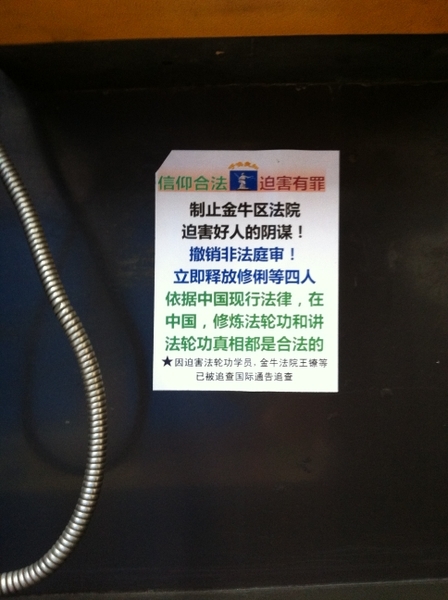 信仰合法 迫害有罪
制止金牛区法院
迫害好人的阴谋！
撤销非法庭审！
立即释放修俐等四人
依据中国现行法律，在
中国，修炼法轮功和讲
法轮功真相都是合法的
★因迫害法轮功学员，金牛法院王镣等
已被追查国际通告追查